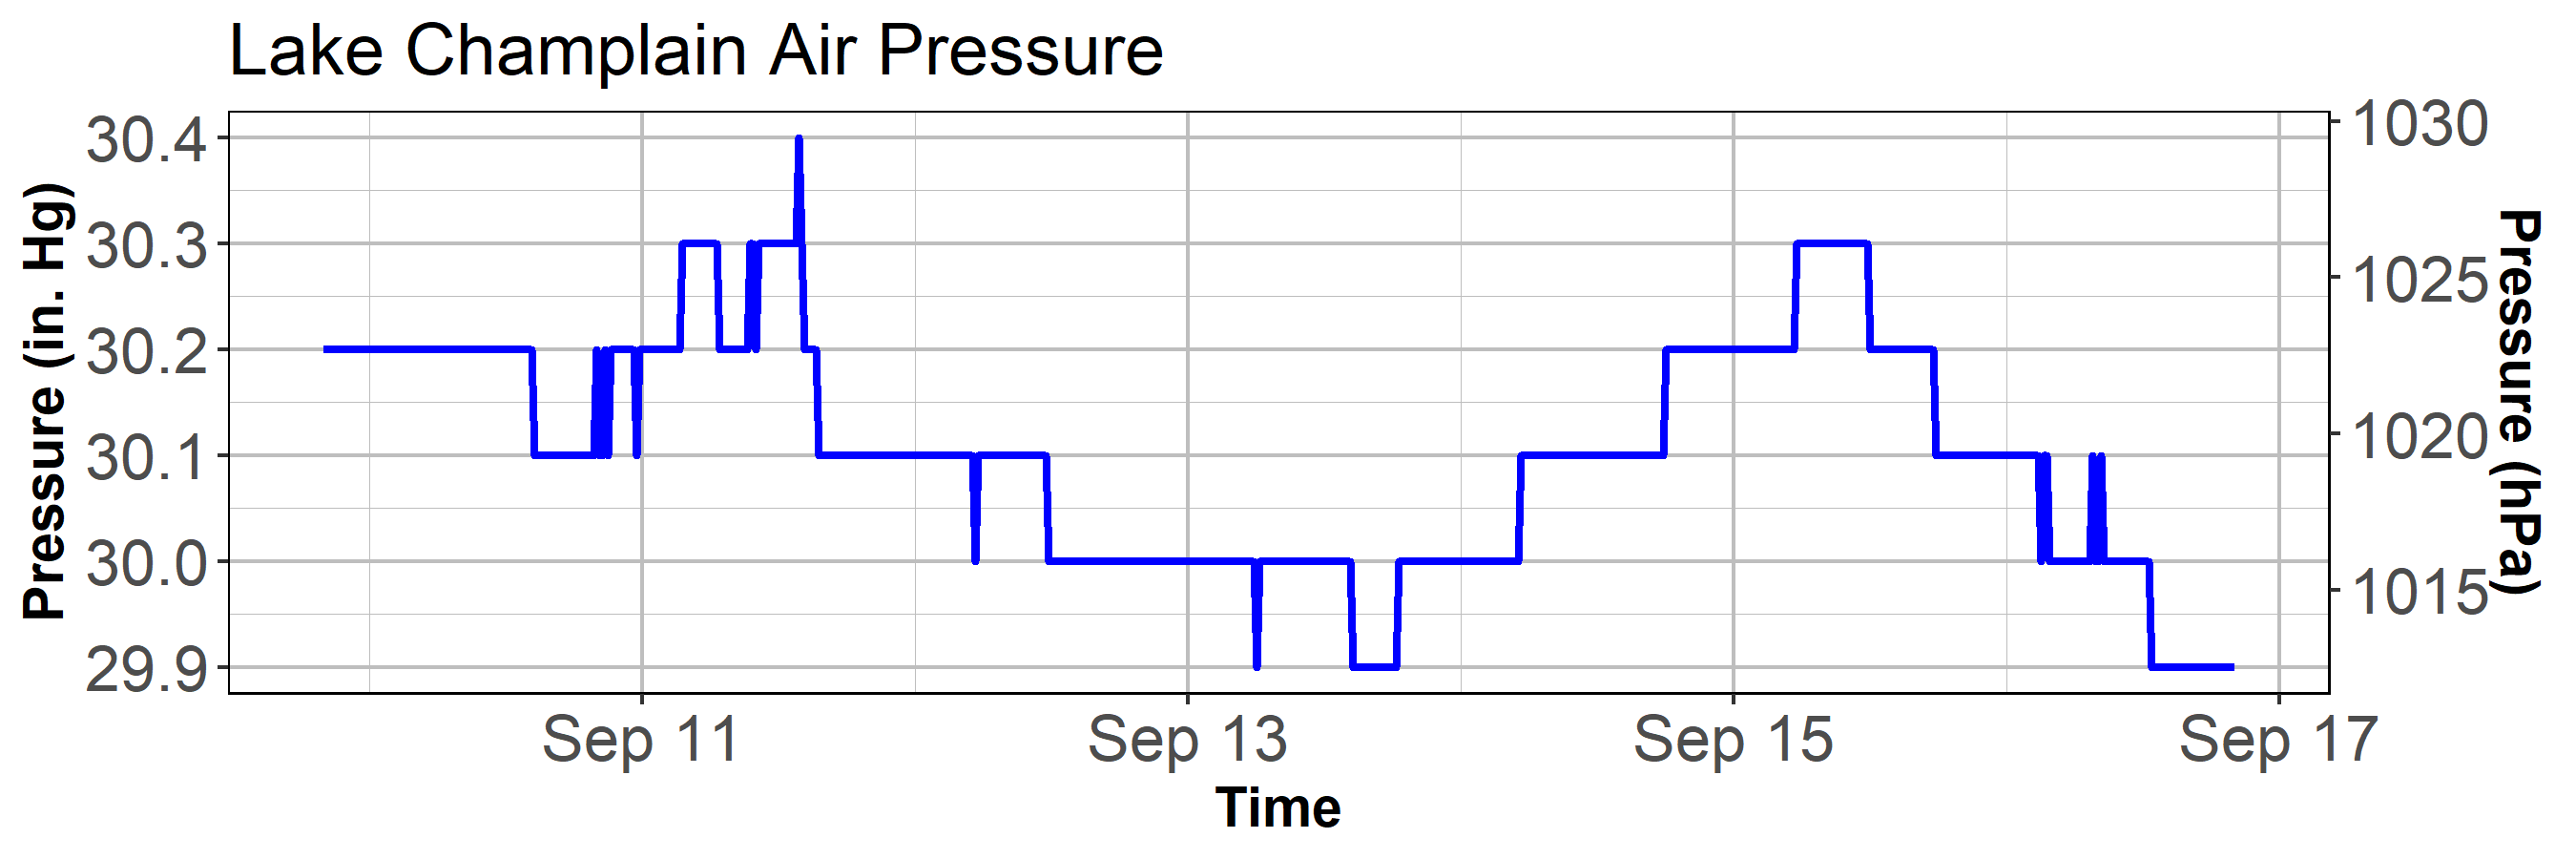 Lake Champlain Air Pressure
Pressure (in. Hg)
30.4
30.3
30.2
30.1
30.0
29.9
1030
1025
1020
1015
Pressure (hPa)
Sep 11 Sep 13 Sep 15 Sep 17
Time